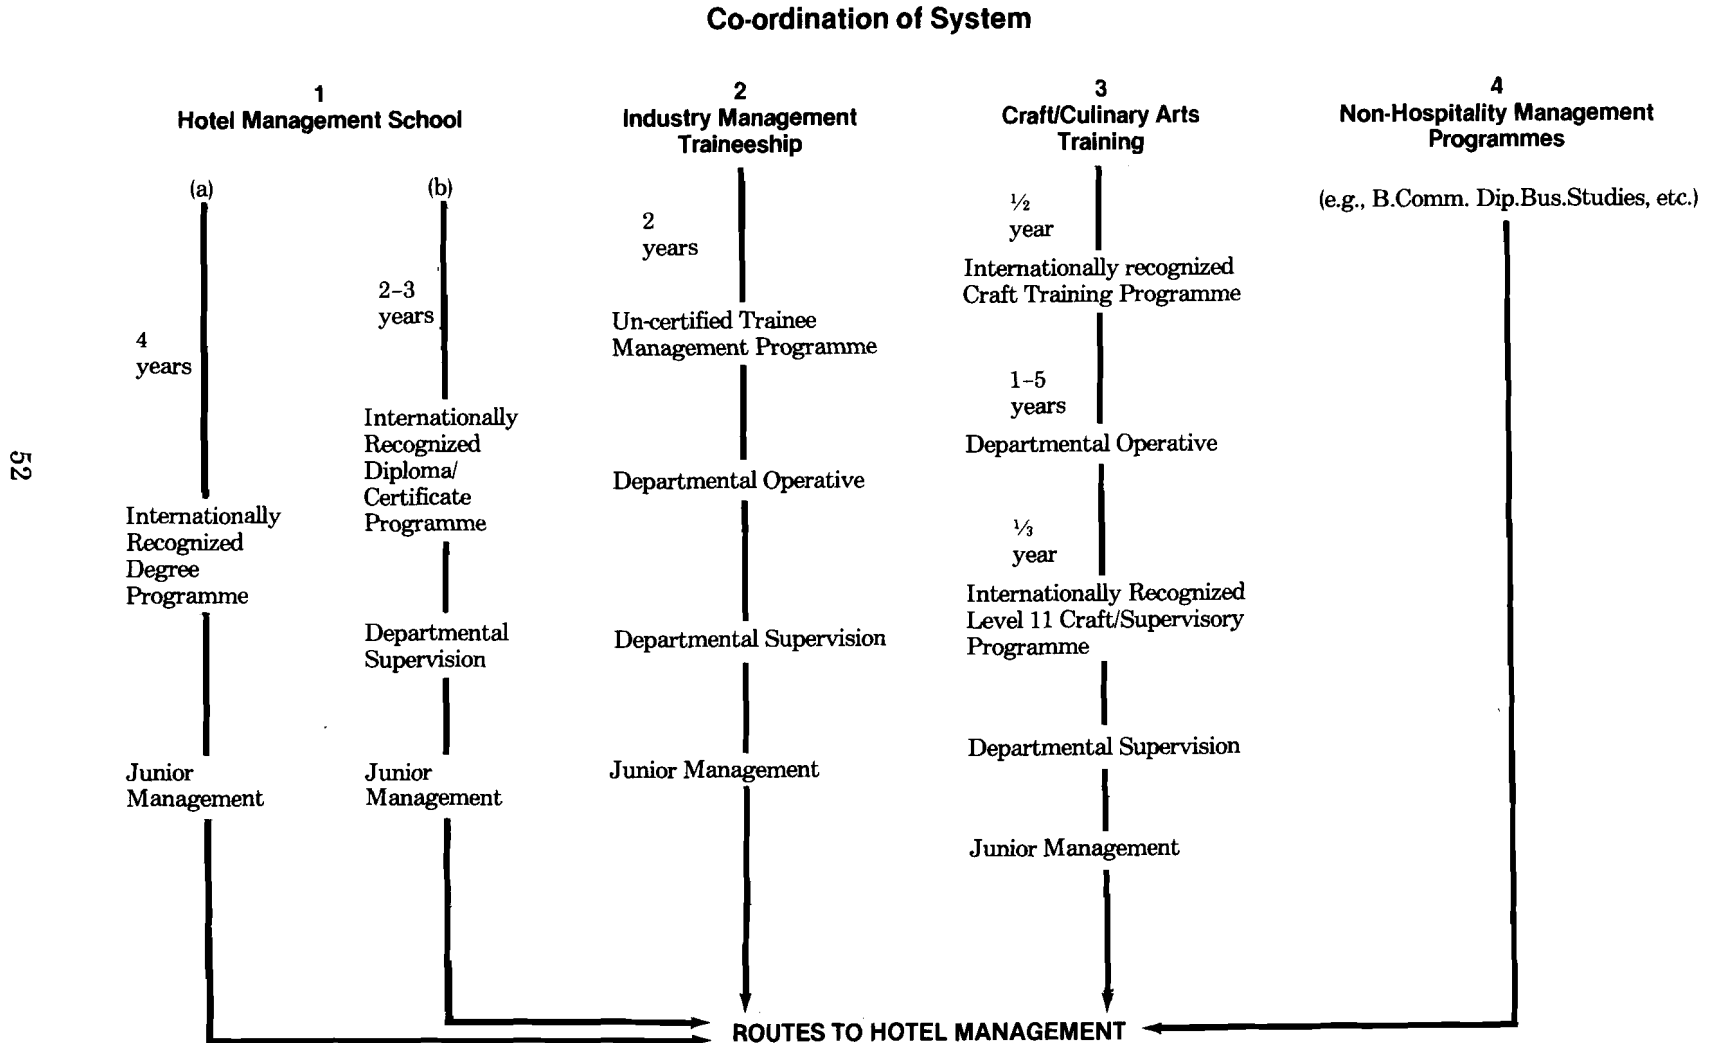 Co-ordination of System
1
Hotel Management School
(a)
4
years
Internationally
Recognized
Degree
Programme
Junior
Management
(b)
2–3
years
Internationally
Recognized
Diploma/
Certificate
Programme
Departmental
Supervision
Junior
Management
2
Industry Management
Traineeship
2
years
Un-certified Trainee
Management Programme
Departmental Operative
Departmental Supervision
Junior Management
3
Craft/Culinary Arts
Training
½
year
Internationally recognized
Craft Training Programme
1–5
years
Departmental Operative
⅓
year
Internationally Recognized
Level 11 Craft/Supervisory
Programme
Departmental Supervision
Junior Management
4
Non-Hospitality Management
Programmes
(e.g., B.Comm. Dip.Bus.Studies, etc.)
ROUTES TO HOTEL MANAGEMENT
52